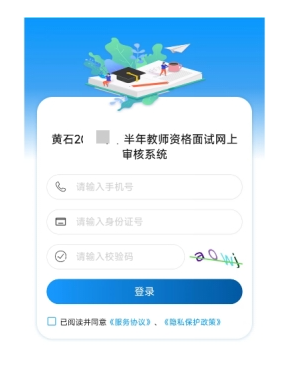 黄石20 半年教师资格面试网上
审核系统
请输入手机号
请输入身份证号
请输入校验码
登录
已阅读并同意《服务协议》、《隐私保护政策》